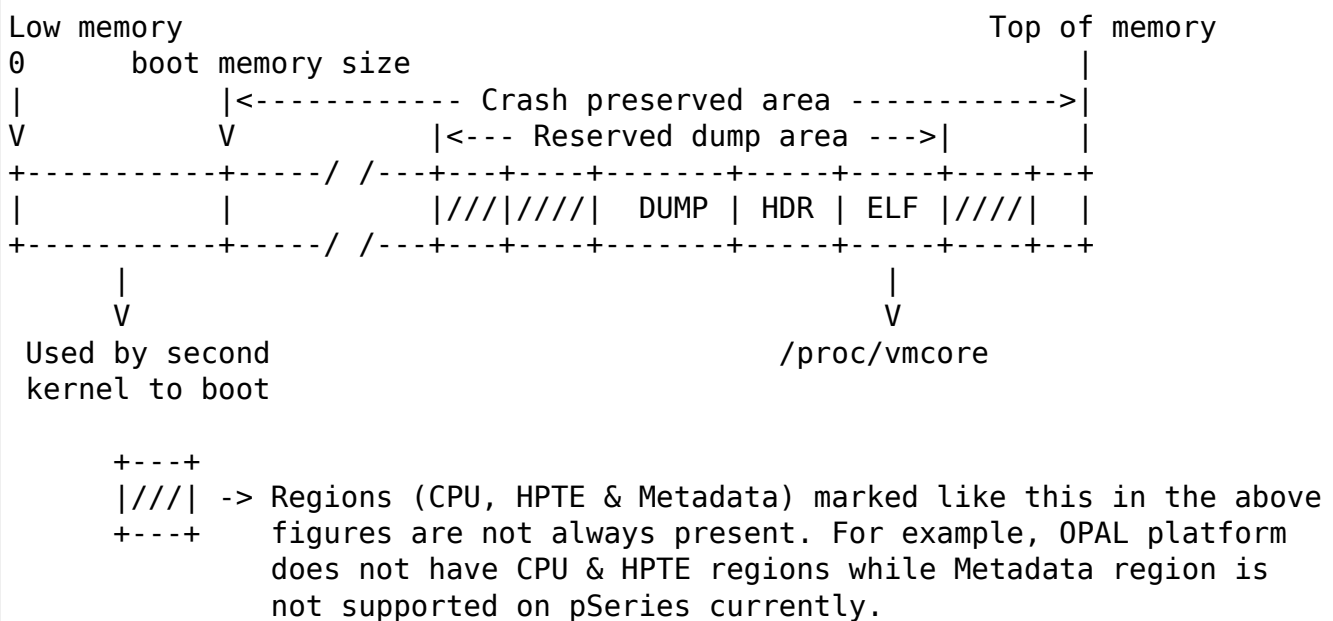 Low memory                                              Top of memory
0      boot memory size                                      |
|           |<------------ Crash preserved area ------------>|
V           V           |<--- Reserved dump area --->|       |
+-----------+-----/ /---+---+----+-------+-----+-----+----+--+
|           |           |///|////|  DUMP | HDR | ELF |////|  |
+-----------+-----/ /---+---+----+-------+-----+-----+----+--+
      |                                           |
      V                                           V
 Used by second                             /proc/vmcore
 kernel to boot

      +---+
      |///| -> Regions (CPU, HPTE & Metadata) marked like this in the above
      +---+    figures are not always present. For example, OPAL platform
               does not have CPU & HPTE regions while Metadata region is
               not supported on pSeries currently.